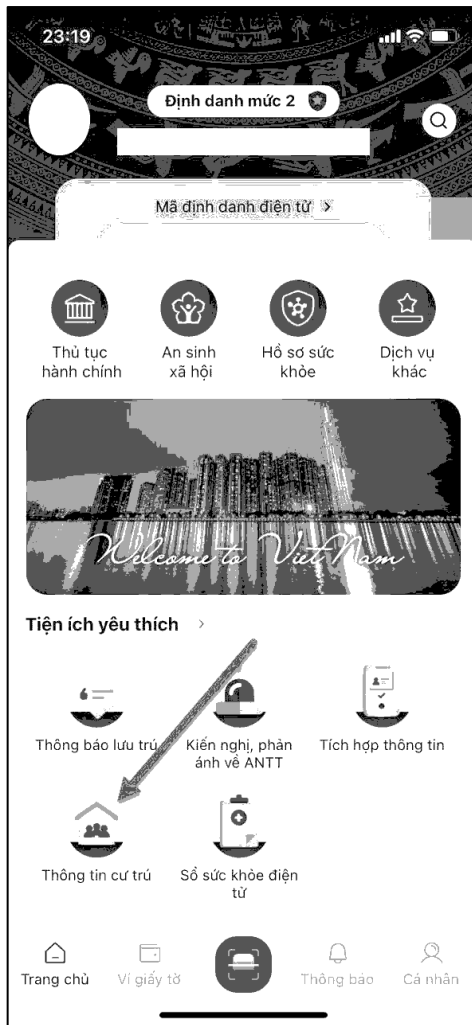 23:19
Định danh mức 2
Mã định danh điện tử >
Thủ tục
hành chính
An sinh
xã hội
Hồ sơ sức
khỏe
Dịch vụ
khác
Welcome to VietNam
Tiện ích yêu thích >
Thông báo lưu trú
Kiến nghị, phản
ánh về ANTT
Tích hợp thông tin
Thông tin cư trú
Sổ sức khỏe điện
tử
Trang chủ
Ví giấy tờ
Thông báo
Cá nhân